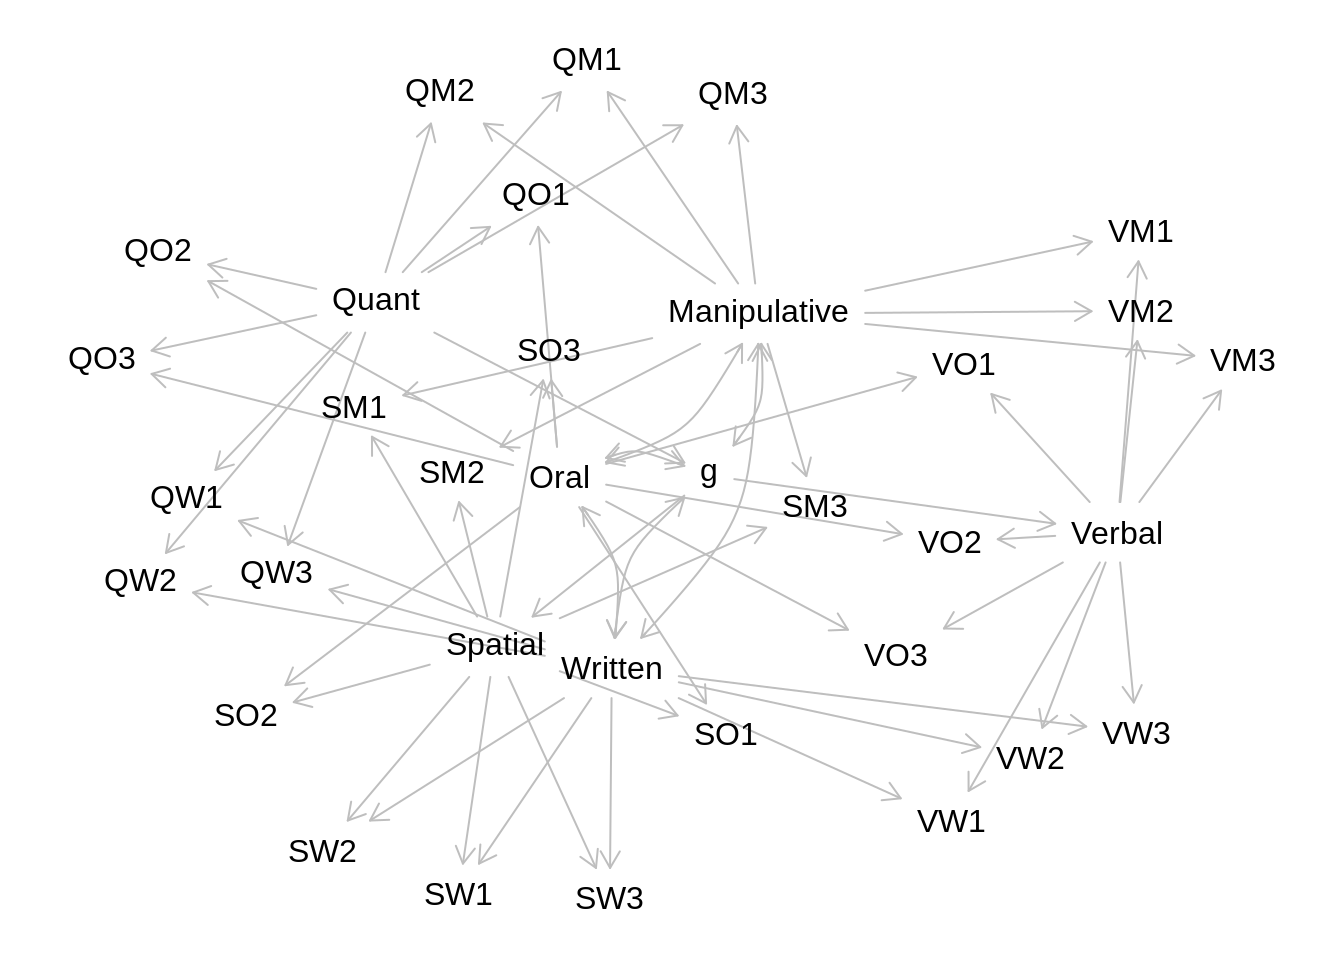 QM1
QM2
QM3
QO1
VM1
QO2
Quant
Manipulative
VM2
SO3
QO3
VO1
VM3
SM1
SM2
Oral
g
QW1
SM3
Verbal
VO2
QW3
QW2
Spatial
VO3
Written
SO2
SO1
VW3
VW2
VW1
SW2
SW1
SW3